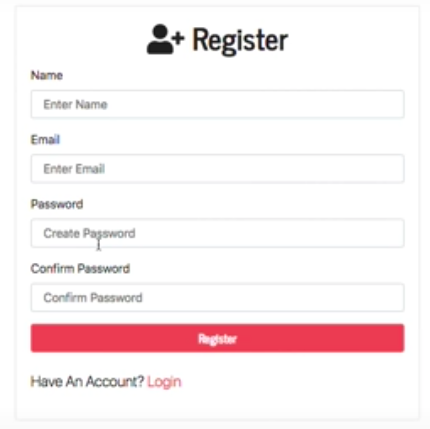 Register
Name
Enter Name
Email
Enter Email
Password
Create Password
Confirm Password
Confirm Password
Register
Have An Account? Login